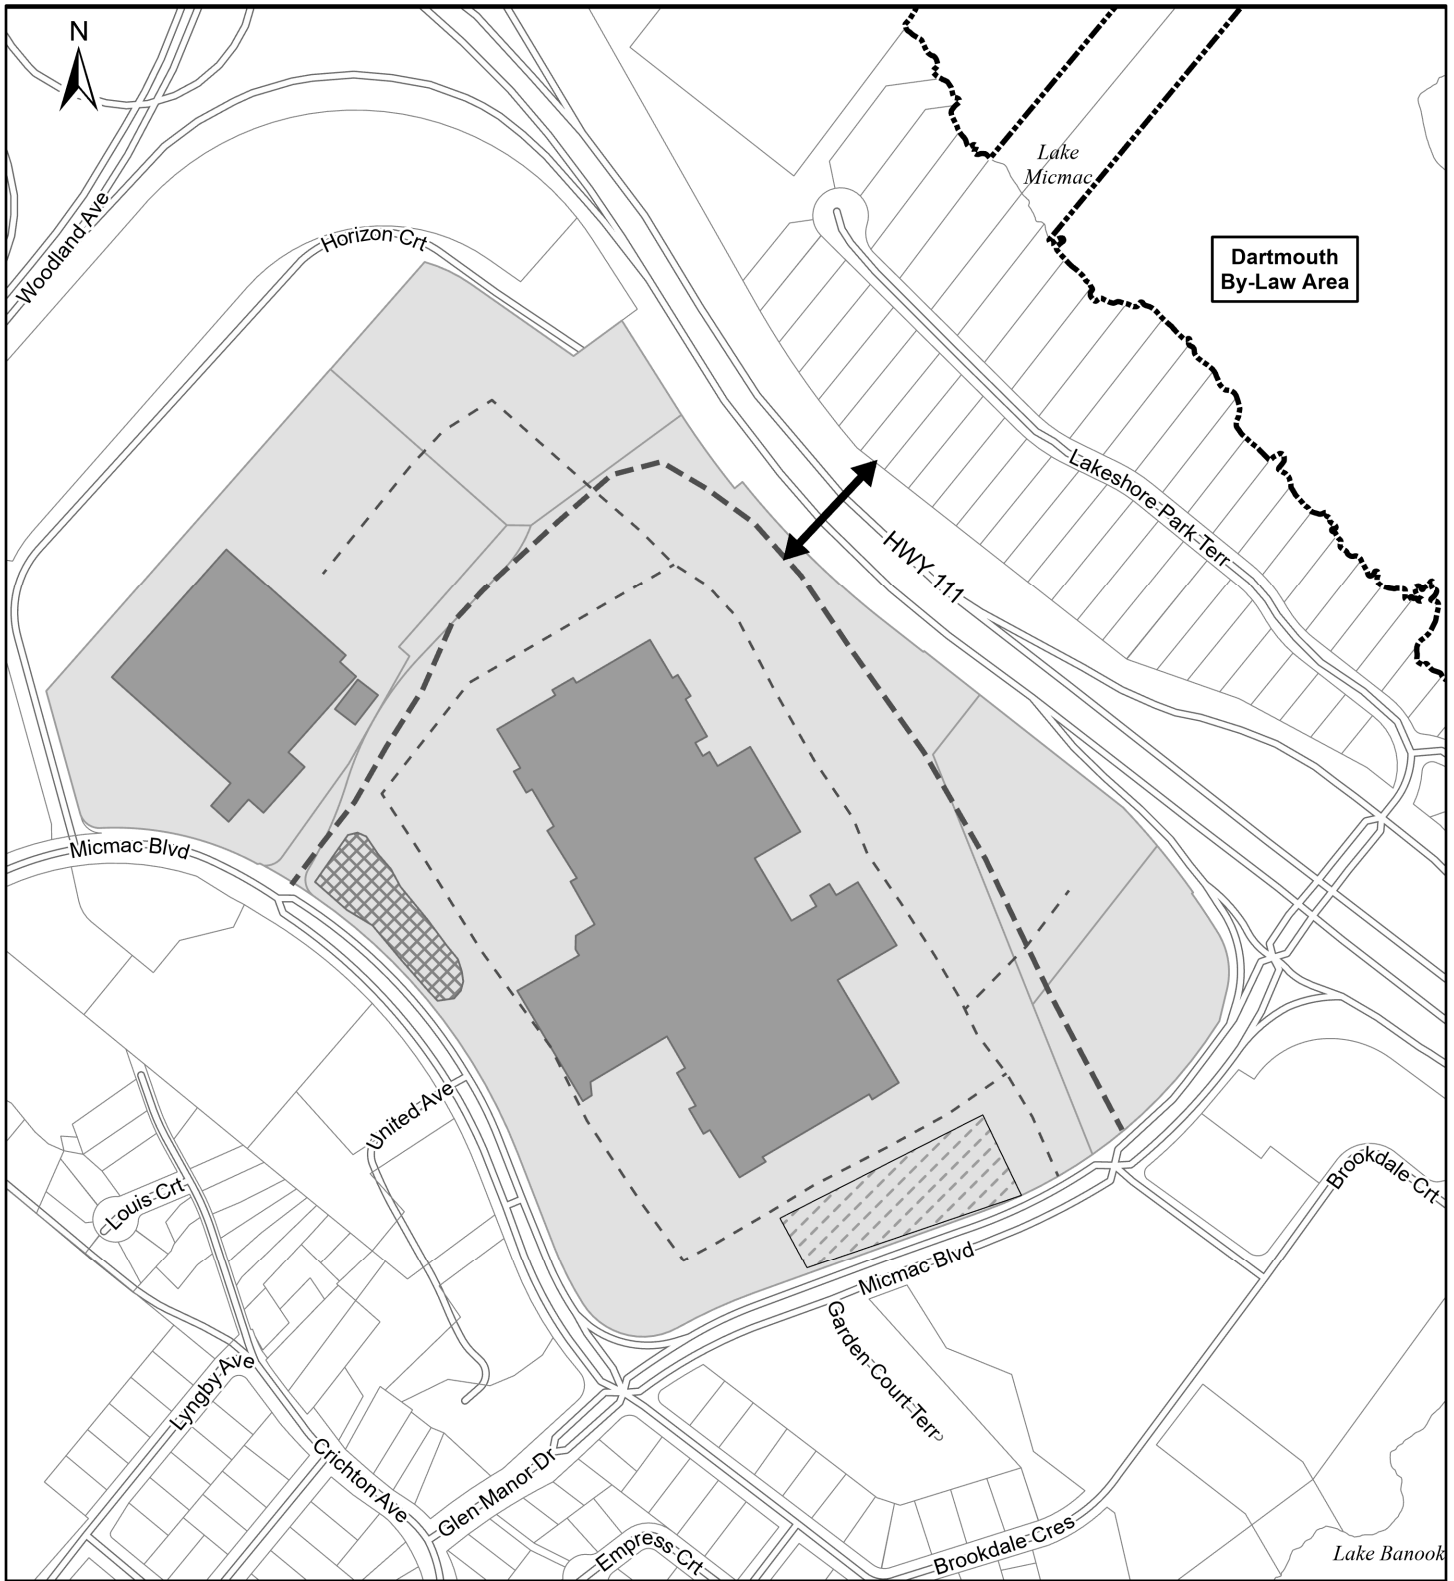 N
Lake
Micmac
Dartmouth
By-Law Area
Woodland Ave
Horizon Crt
Lakeshore Park Terr
HWY 111
Micmac Blvd
United Ave
Louis Crt
Brookdale Crt
Micmac Blvd
Garden Court Terr
Lyngby Ave
Crichton Ave
Glen Manor Dr
Empress Crt
Brookdale Cres
Lake Banook